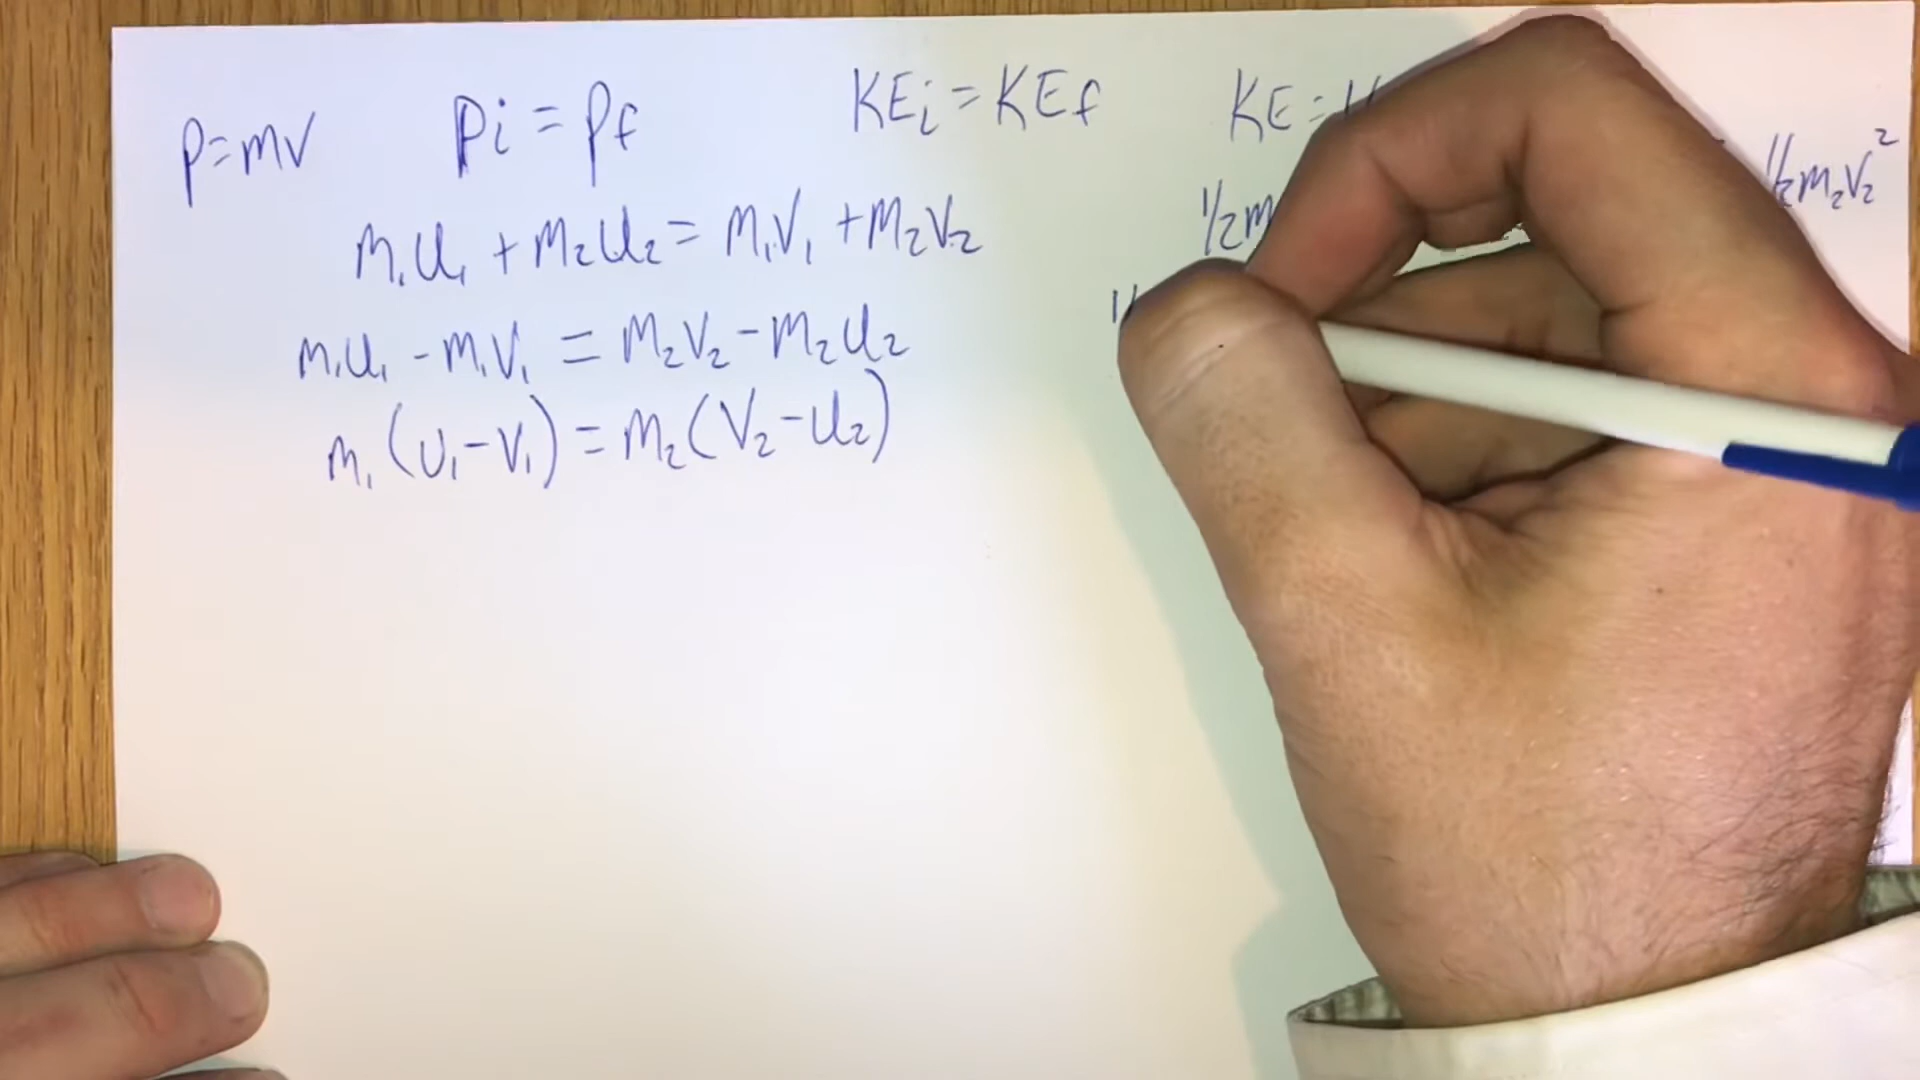 p=mv pi = pf KEi = KEf KE =
m₁u₁ + m₂u₂ = m₁v₁ + m₂v₂ ½m ½m₂v₂²
m₁u₁ - m₁v₁ = m₂v₂ - m₂u₂
m₁(u₁-v₁) = m₂(v₂-u₂)